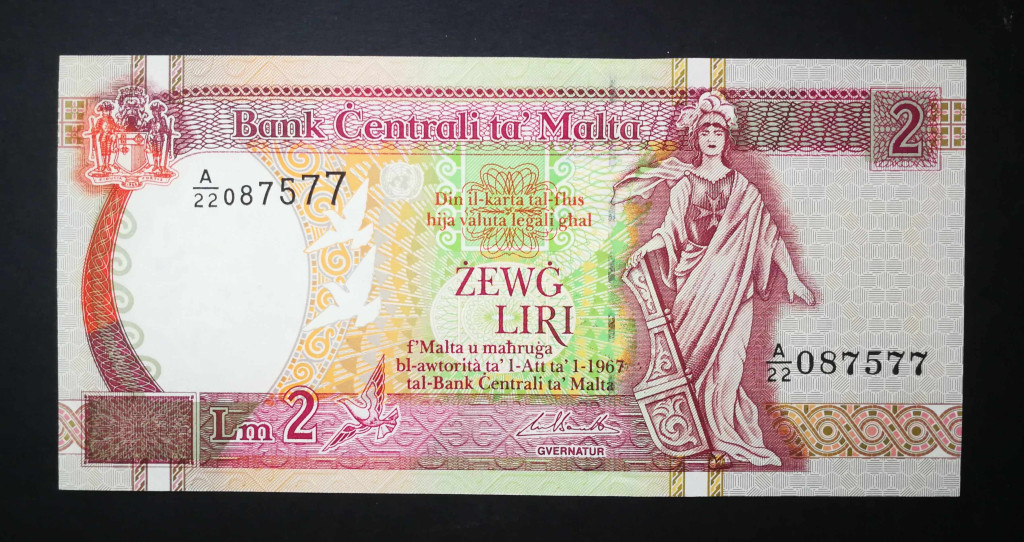 Bank Ċentrali ta' Malta
2
A/22 087577
Din il-karta tal-flus
hija valuta legali għal
ŻEWĠ
LIRI
f'Malta u maħruġa
bl-awtorità ta' l-Att ta' l-1967
tal-Bank Ċentrali ta' Malta
A/22 087577
Lm 2
GVERNATUR